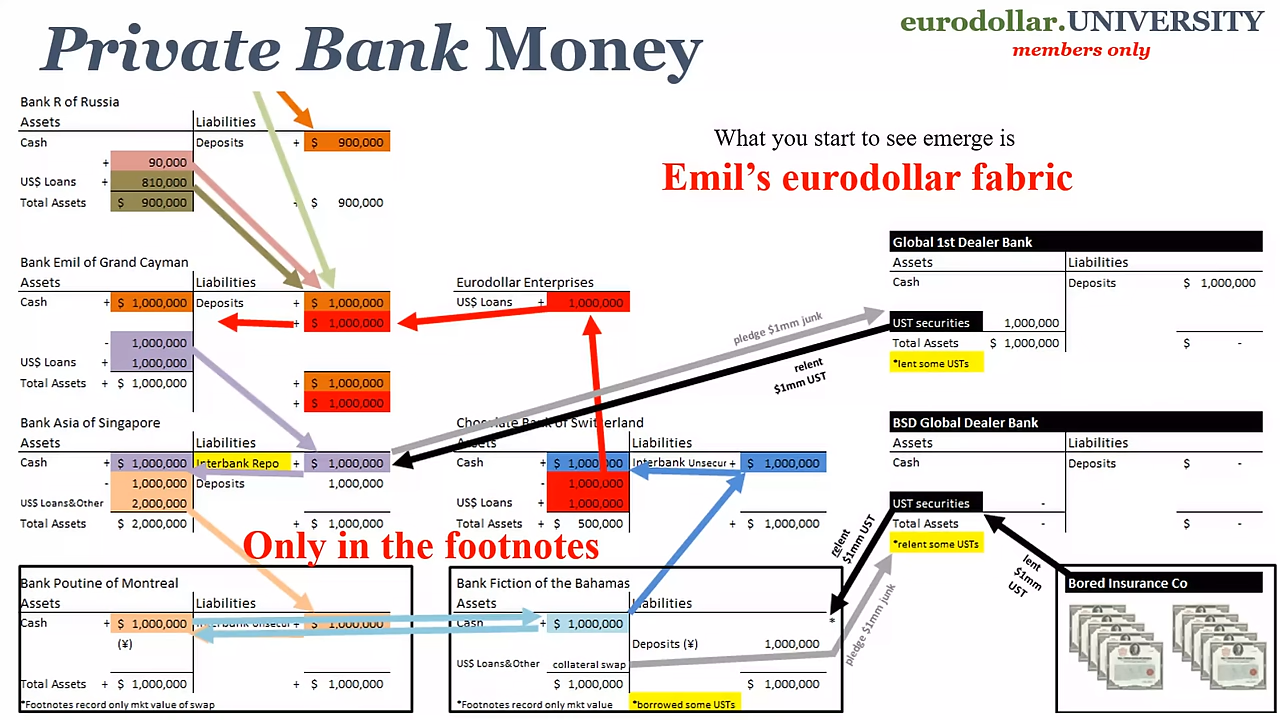 Private Bank Money
eurodollar.UNIVERSITY
members only
What you start to see emerge is
Emil's eurodollar fabric
Bank R of Russia
Assets Liabilities
Cash Deposits + $ 900,000
+ 90,000
US$ Loans + 810,000
Total Assets $ 900,000 + $ 900,000
Bank Emil of Grand Cayman
Assets Liabilities
Cash + $ 1,000,000 Deposits + $ 1,000,000
+ $ 1,000,000
- 1,000,000
US$ Loans + 1,000,000
Total Assets + $ 1,000,000 + $ 1,000,000
+ $ 1,000,000
Eurodollar Enterprises
US$ Loans + 1,000,000
pledge $1mm junk
relent
$1mm UST
Global 1st Dealer Bank
Assets Liabilities
Cash Deposits $ 1,000,000
UST securities 1,000,000
Total Assets $ 1,000,000 $ -
*lent some USTs
Bank Asia of Singapore
Assets Liabilities
Cash + $ 1,000,000 Interbank Repo + $ 1,000,000
- 1,000,000 Deposits 1,000,000
US$ Loans&Other 2,000,000
Total Assets $ 2,000,000 + $ 1,000,000
Chocolate Bank of Switzerland
Assets Liabilities
Cash + $ 1,000,000 Interbank Unsecur + $ 1,000,000
- 1,000,000
US$ Loans + 1,000,000
Total Assets $ 500,000 + $ 1,000,000
BSD Global Dealer Bank
Assets Liabilities
Cash Deposits $ -
UST securities -
Total Assets - $ -
*relent some USTs
Only in the footnotes
relent
$1mm UST
lent
$1mm
UST
pledge $1mm junk
Bank Poutine of Montreal
Assets Liabilities
Cash + $ 1,000,000 Interbank Unsecur + $ 1,000,000
(¥)
Total Assets + $ 1,000,000 + $ 1,000,000
*Footnotes record only mkt value of swap
Bank Fiction of the Bahamas
Assets Liabilities
Cash + $ 1,000,000 *
Deposits (¥) 1,000,000
US$ Loans&Other collateral swap
$ 1,000,000 $ 1,000,000
*Footnotes record only mkt value *borrowed some USTs
Bored Insurance Co